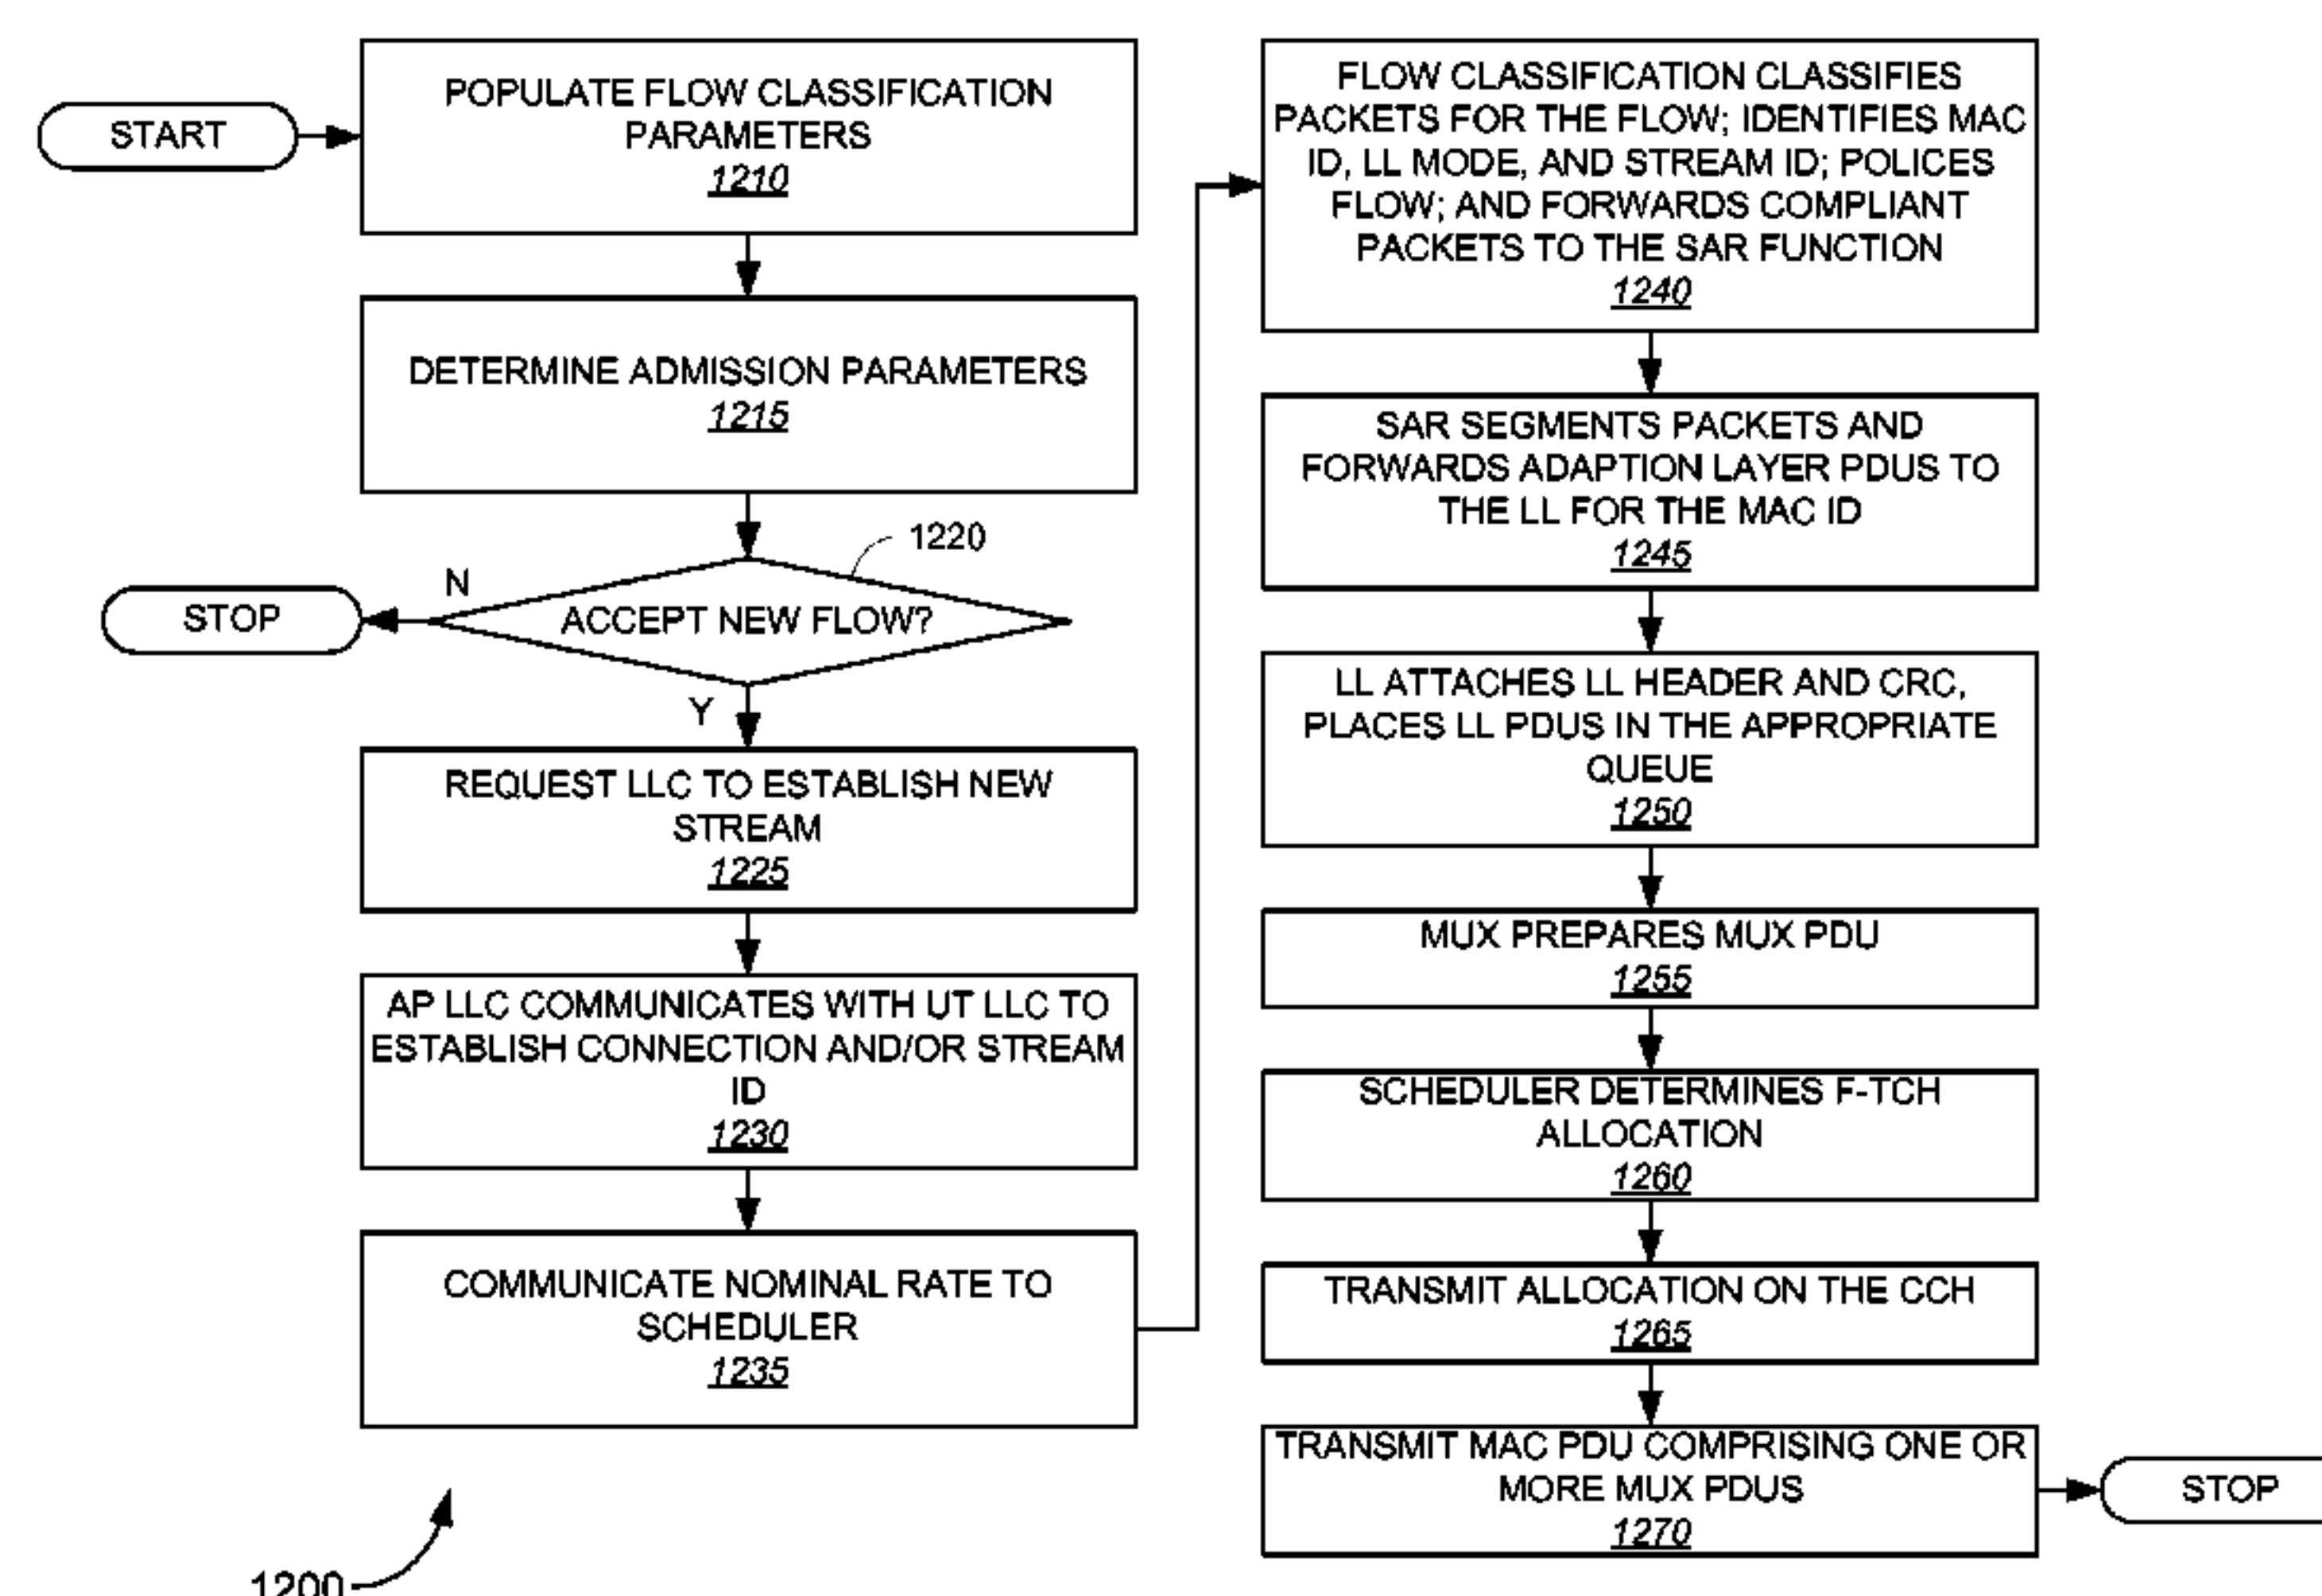 START
POPULATE FLOW CLASSIFICATION
PARAMETERS
1210
DETERMINE ADMISSION PARAMETERS
1215
1220
N
STOP
ACCEPT NEW FLOW?
Y
REQUEST LLC TO ESTABLISH NEW
STREAM
1225
AP LLC COMMUNICATES WITH UT LLC TO
ESTABLISH CONNECTION AND/OR STREAM
ID
1230
COMMUNICATE NOMINAL RATE TO
SCHEDULER
1235
FLOW CLASSIFICATION CLASSIFIES
PACKETS FOR THE FLOW; IDENTIFIES MAC
ID, LL MODE, AND STREAM ID; POLICES
FLOW; AND FORWARDS COMPLIANT
PACKETS TO THE SAR FUNCTION
1240
SAR SEGMENTS PACKETS AND
FORWARDS ADAPTION LAYER PDUS TO
THE LL FOR THE MAC ID
1245
LL ATTACHES LL HEADER AND CRC,
PLACES LL PDUS IN THE APPROPRIATE
QUEUE
1250
MUX PREPARES MUX PDU
1255
SCHEDULER DETERMINES F-TCH
ALLOCATION
1260
TRANSMIT ALLOCATION ON THE CCH
1265
TRANSMIT MAC PDU COMPRISING ONE OR
MORE MUX PDUS
1270
STOP
1200